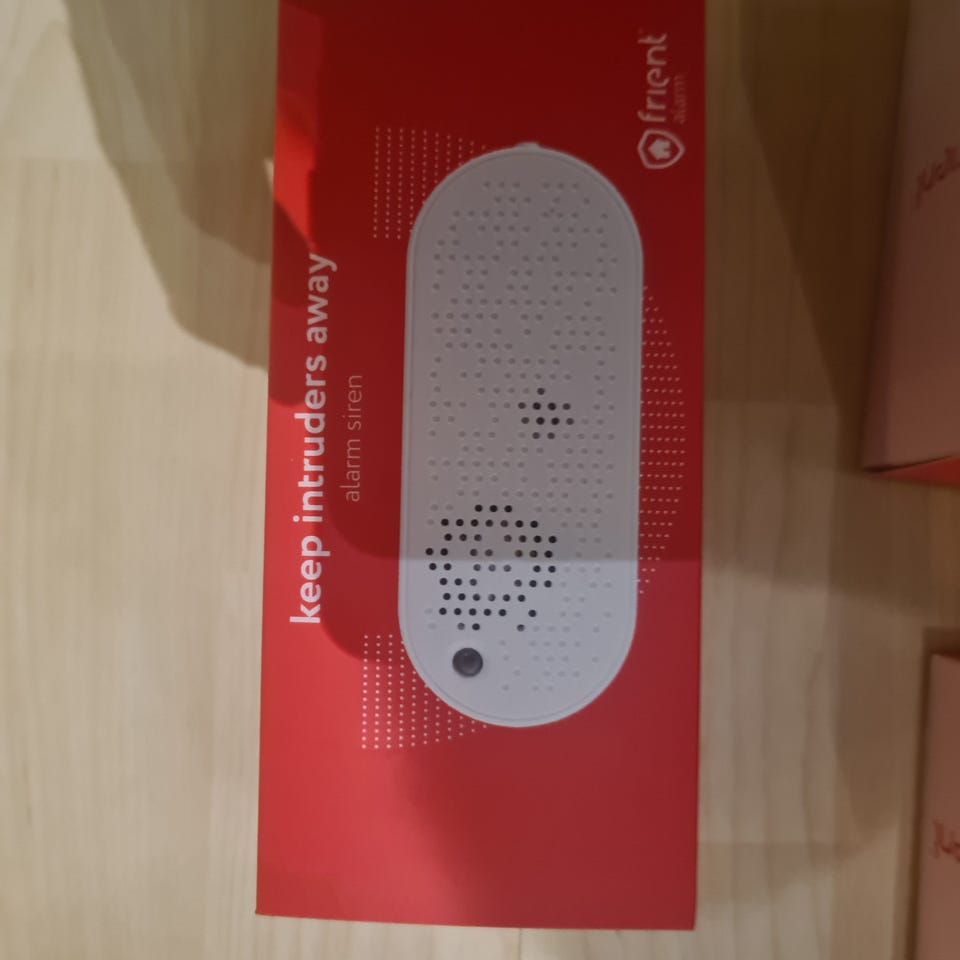 keep intruders away
alarm siren
frient
alarm